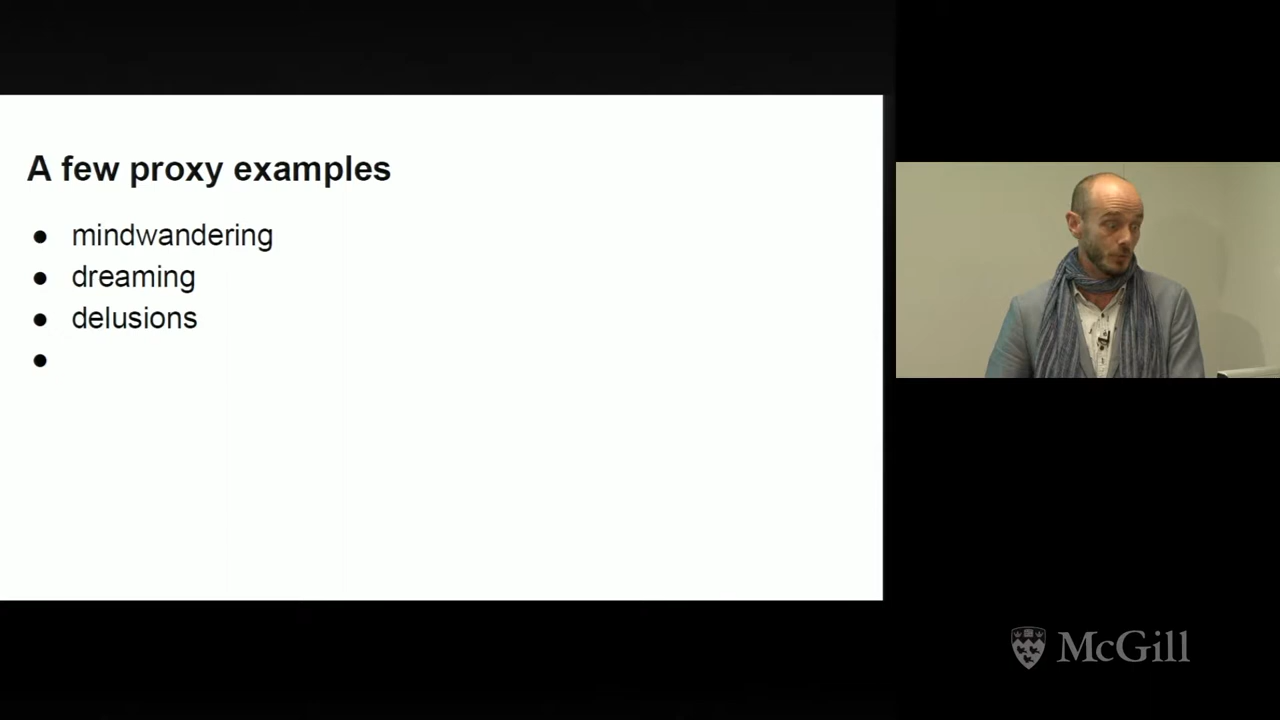 A few proxy examples
● mindwandering
● dreaming
● delusions
●
McGill